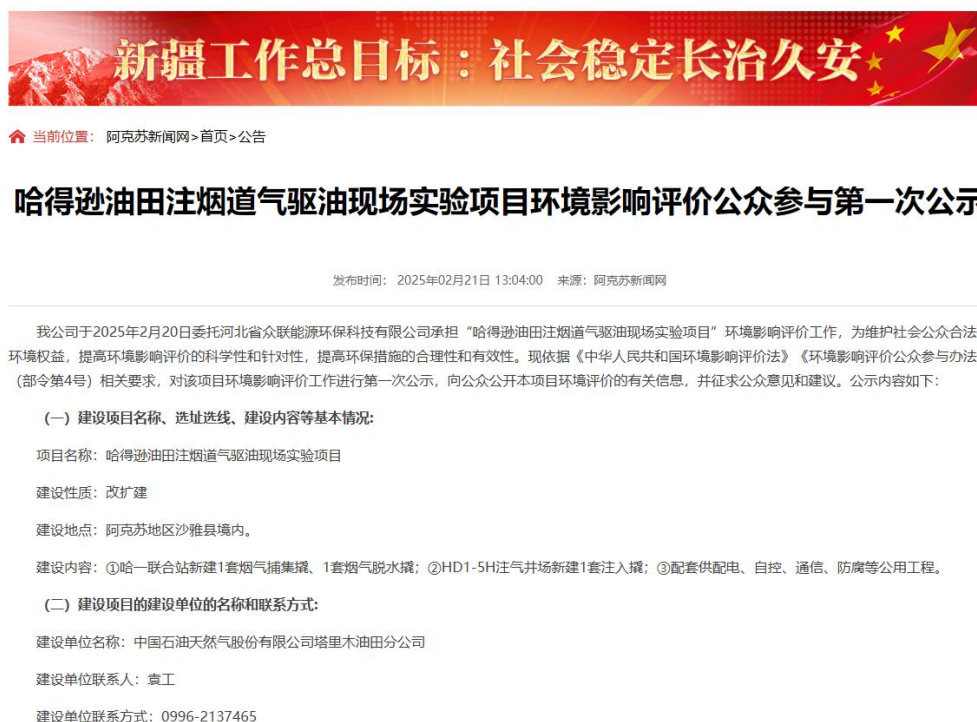 新疆工作总目标：社会稳定长治久安
当前位置： 阿克苏新闻网>首页>公告
哈得逊油田注烟道气驱油现场实验项目环境影响评价公众参与第一次公示
发布时间： 2025年02月21日 13:04:00 来源：阿克苏新闻网
我公司于2025年2月20日委托河北省众联能源环保科技有限公司承担“哈得逊油田注烟道气驱油现场实验项目”环境影响评价工作，为维护社会公众合法
环境权益，提高环境影响评价的科学性和针对性，提高环保措施的合理性和有效性。现依据《中华人民共和国环境影响评价法》《环境影响评价公众参与办法
（部令第4号）相关要求，对该项目环境影响评价工作进行第一次公示，向公众公开本项目环境评价的有关信息，并征求公众意见和建议。公示内容如下：
（一）建设项目名称、选址选线、建设内容等基本情况:
项目名称：哈得逊油田注烟道气驱油现场实验项目
建设性质：改扩建
建设地点：阿克苏地区沙雅县境内。
建设内容：①哈一联合站新建1套烟气捕集撬、1套烟气脱水撬；②HD1-5H注气井场新建1套注入撬；③配套供配电、自控、通信、防腐等公用工程。
（二）建设项目的建设单位的名称和联系方式:
建设单位名称：中国石油天然气股份有限公司塔里木油田分公司
建设单位联系人：袁工
建设单位联系方式：0996-2137465